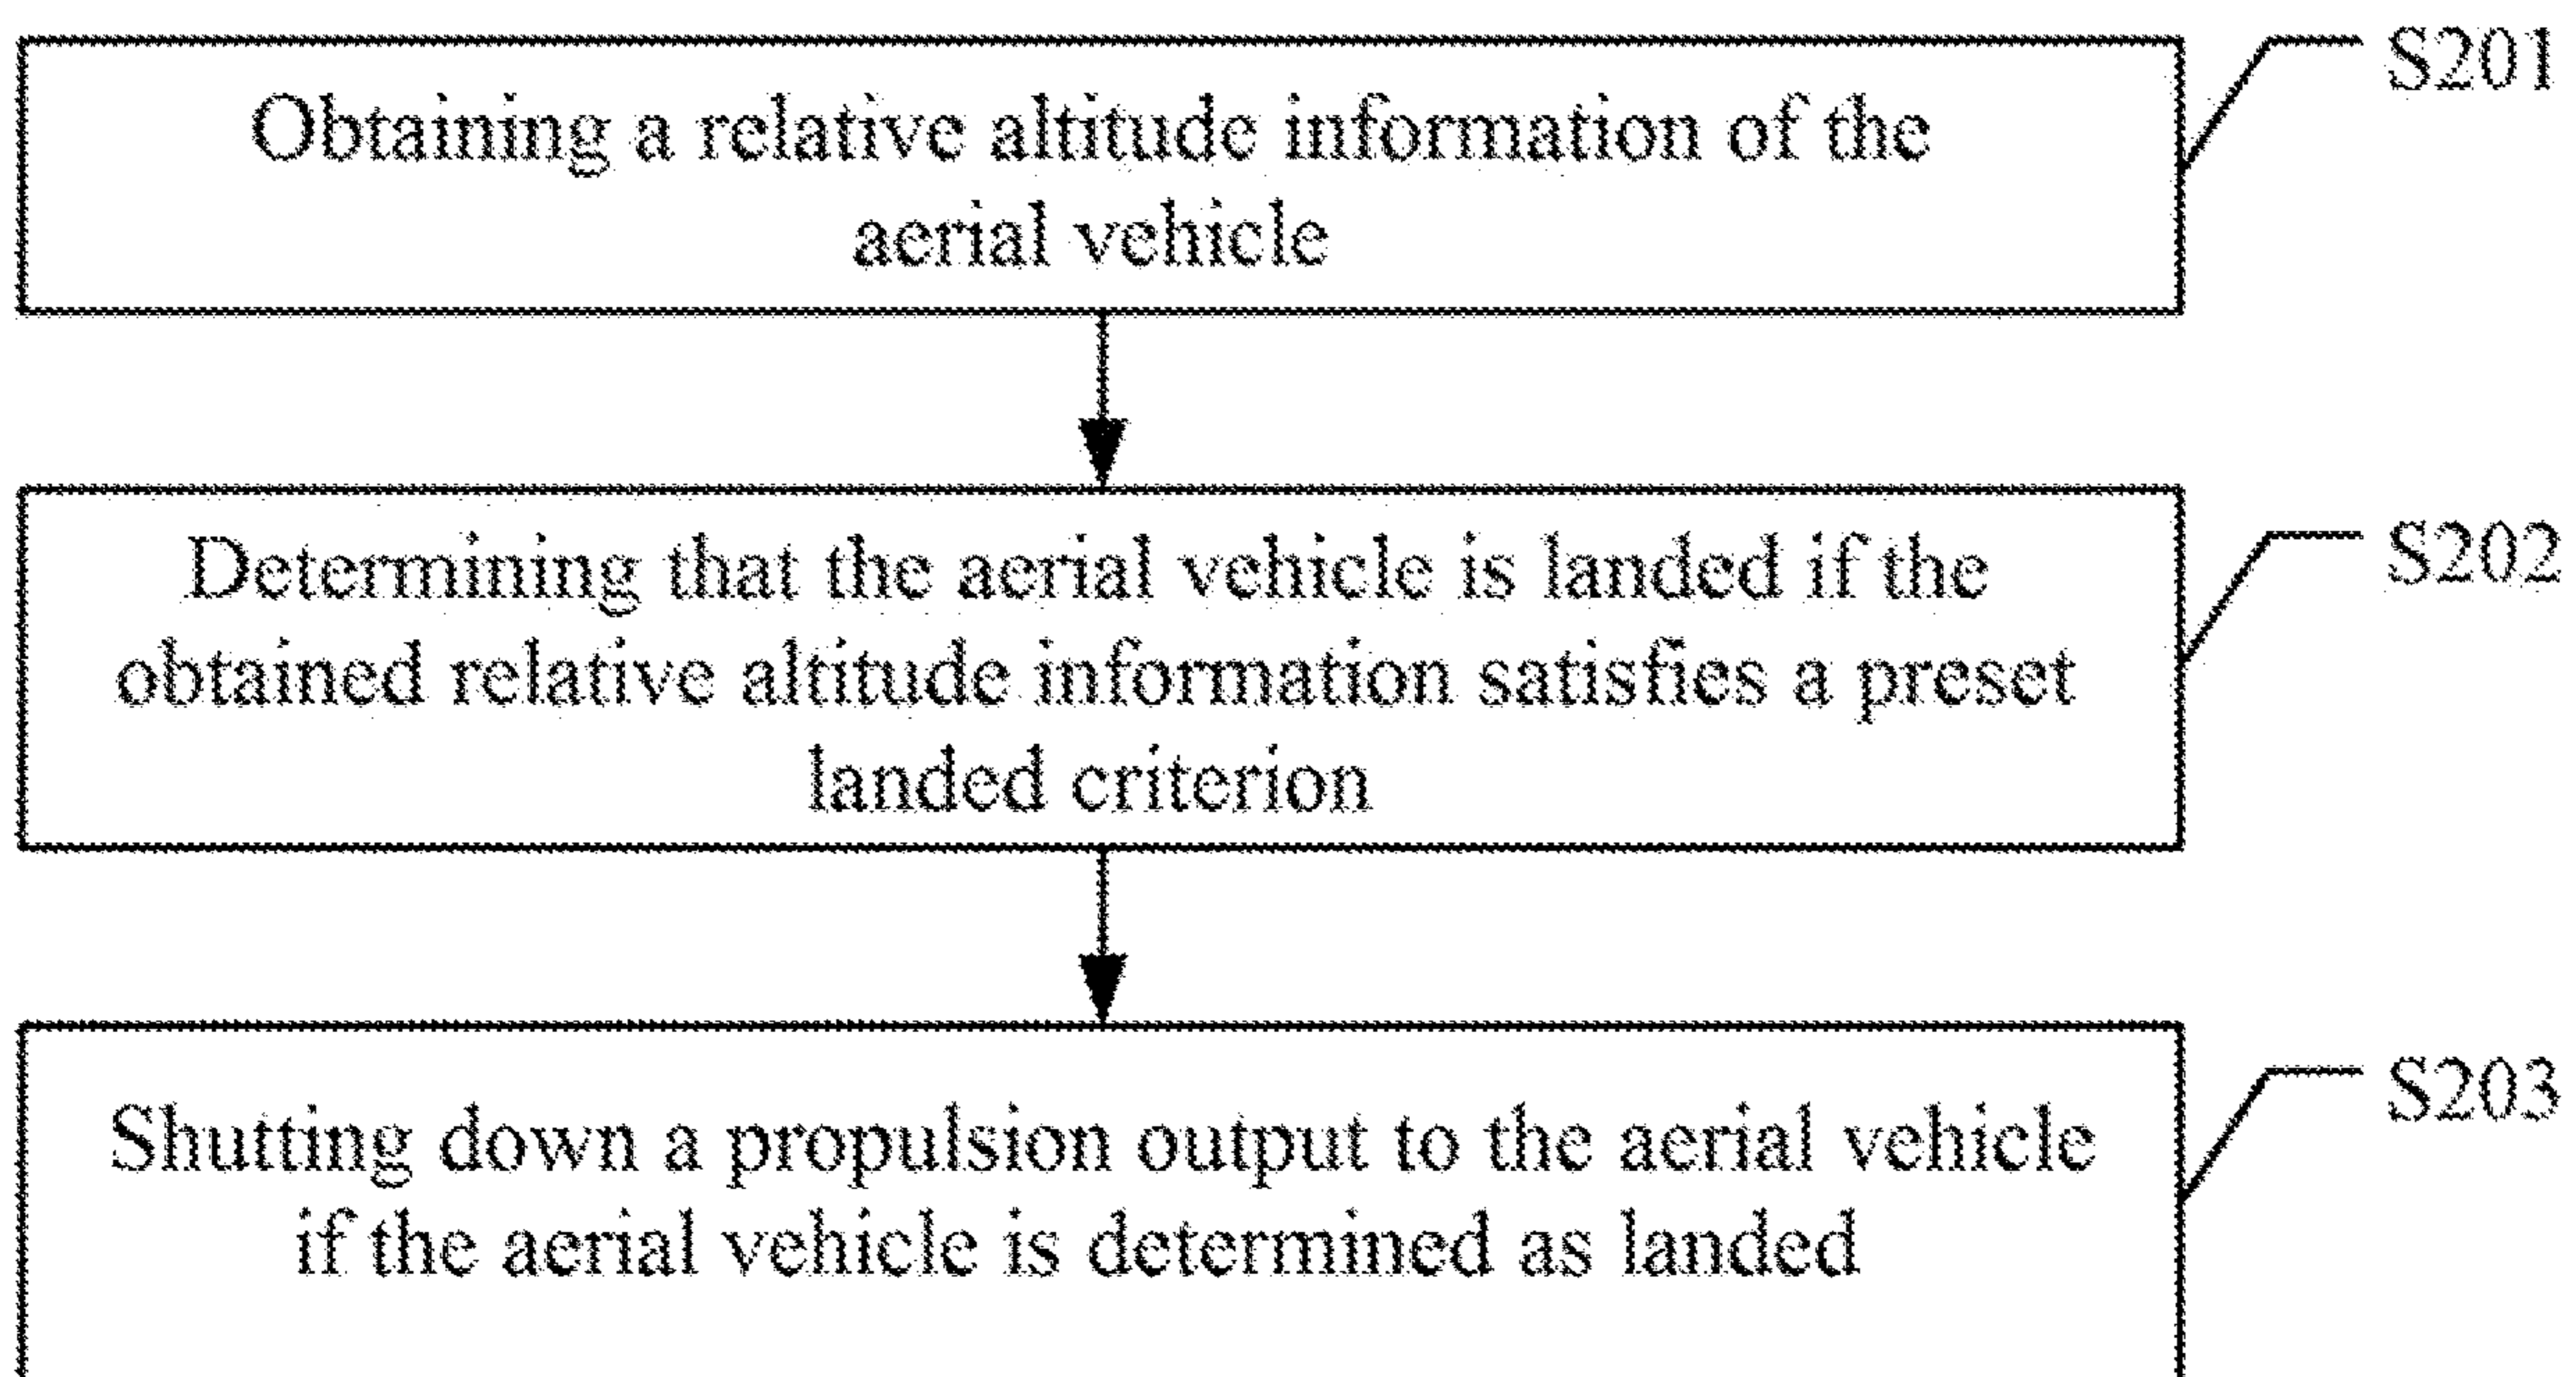 S201
Obtaining a relative altitude information of the
aerial vehicle
S202
Determining that the aerial vehicle is landed if the
obtained relative altitude information satisfies a preset
landed criterion
S203
Shutting down a propulsion output to the aerial vehicle
if the aerial vehicle is determined as landed